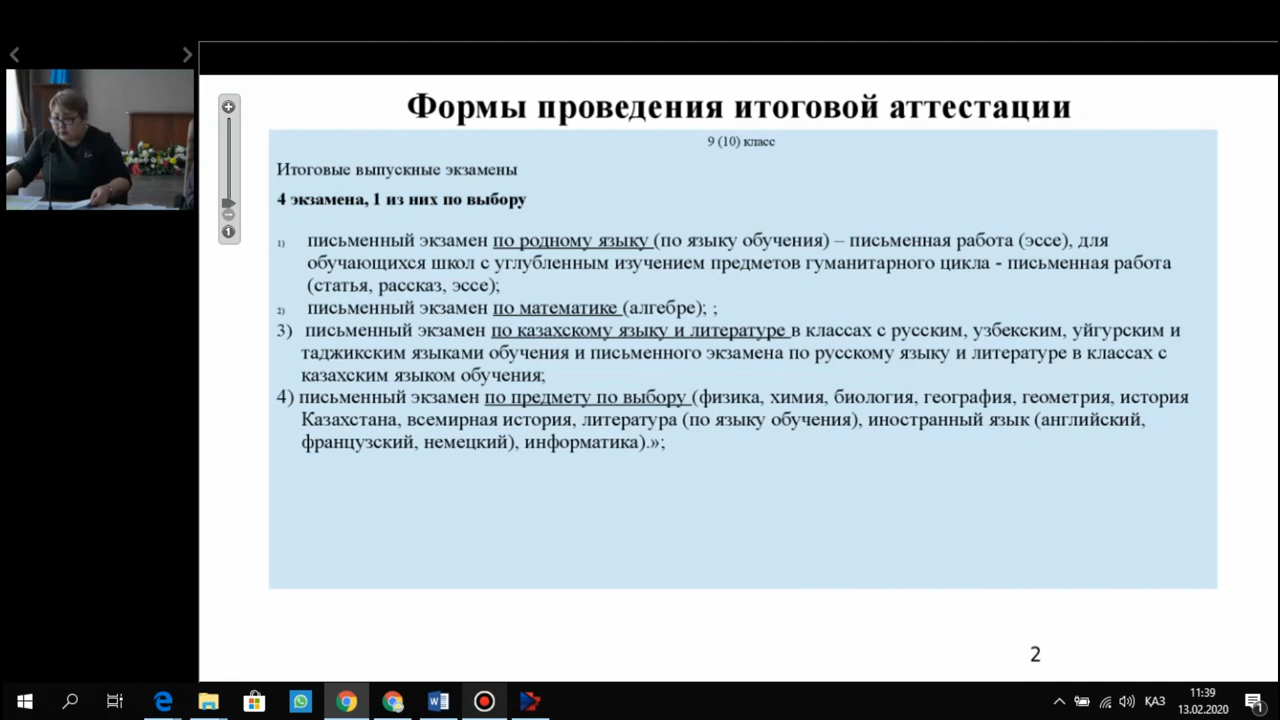 Формы проведения итоговой аттестации
9 (10) класс
Итоговые выпускные экзамены
4 экзамена, 1 из них по выбору
1) письменный экзамен по родному языку (по языку обучения) – письменная работа (эссе), для
обучающихся школ с углубленным изучением предметов гуманитарного цикла - письменная работа
(статья, рассказ, эссе);
2) письменный экзамен по математике (алгебре); ;
3) письменный экзамен по казахскому языку и литературе в классах с русским, узбекским, уйгурским и
таджикским языками обучения и письменного экзамена по русскому языку и литературе в классах с
казахским языком обучения;
4) письменный экзамен по предмету по выбору (физика, химия, биология, география, геометрия, история
Казахстана, всемирная история, литература (по языку обучения), иностранный язык (английский,
французский, немецкий), информатика).»;
2
ҚАЗ
11:39
13.02.2020
1